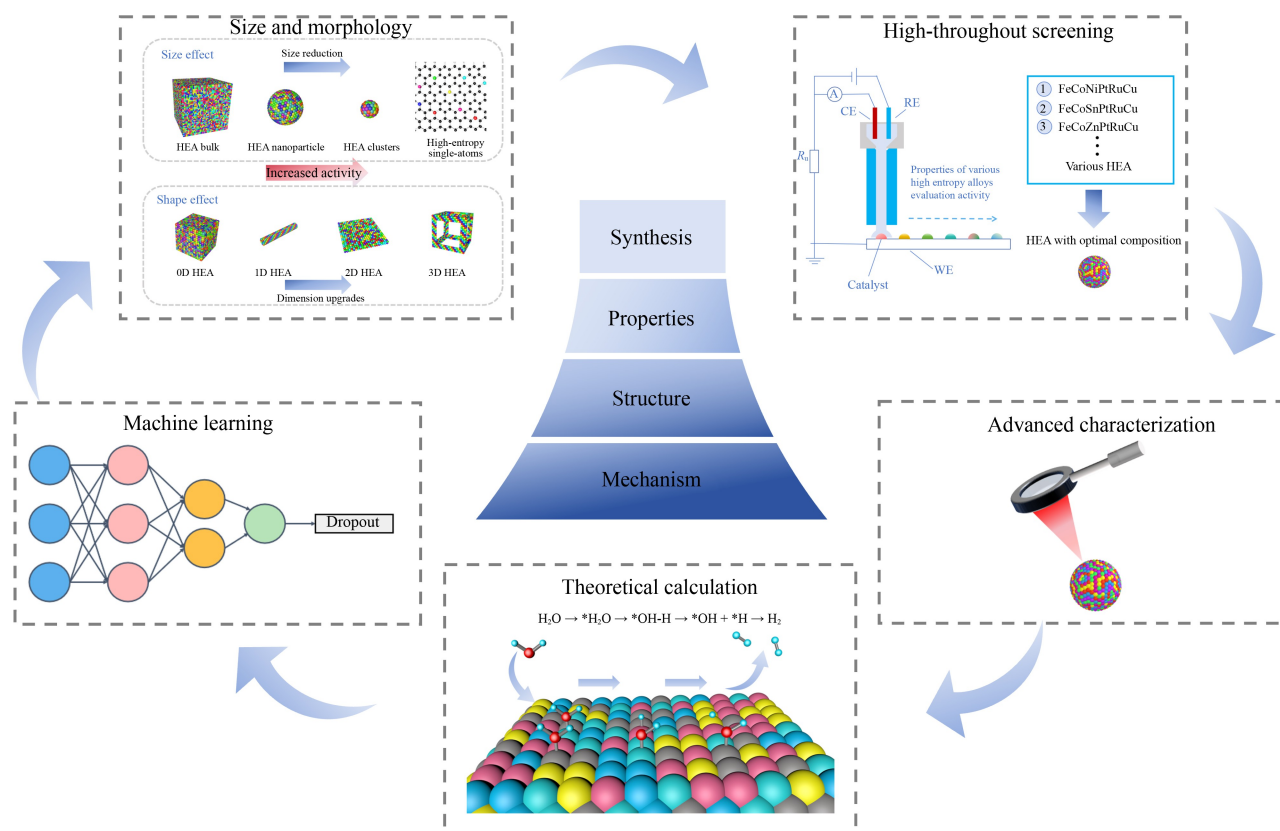 Size and morphology
Size effect
Size reduction
HEA bulk
HEA nanoparticle
HEA clusters
High-entropy
single-atoms
Increased activity
Shape effect
0D HEA
1D HEA
2D HEA
3D HEA
Dimension upgrades
High-throughout screening
A
CE
RE
Ru
Properties of various
high entropy alloys
evaluation activity
WE
Catalyst
1 FeCoNiPtRuCu
2 FeCoSnPtRuCu
3 FeCoZnPtRuCu
Various HEA
HEA with optimal composition
Synthesis
Properties
Structure
Mechanism
Machine learning
Dropout
Advanced characterization
Theoretical calculation
H₂O → *H₂O → *OH-H → *OH + *H → H₂